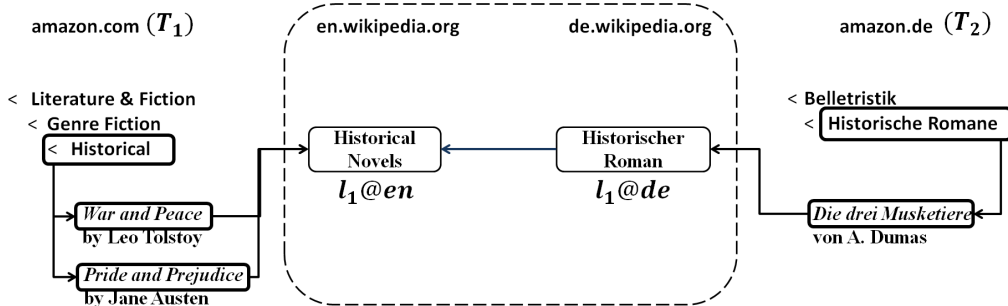 amazon.com (T₁)
en.wikipedia.org
de.wikipedia.org
amazon.de (T₂)
< Literature & Fiction
< Genre Fiction
< Historical
War and Peace
by Leo Tolstoy
Pride and Prejudice
by Jane Austen
Historical
Novels
l₁@en
Historischer
Roman
l₁@de
< Belletristik
< Historische Romane
Die drei Musketiere
von A. Dumas